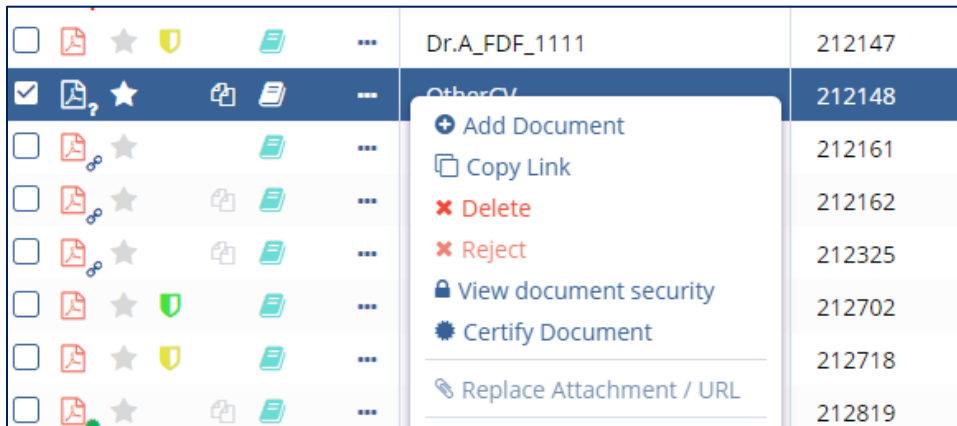 Dr.A_FDF_1111 212147
OtherCV 212148
Add Document
212161
Copy Link
Delete 212162
Reject 212325
View document security 212702
Certify Document
212718
Replace Attachment / URL
212819